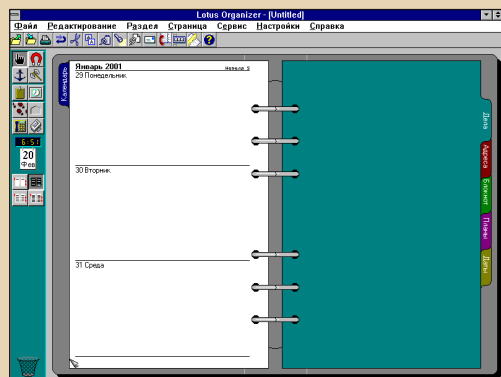 Lotus Organizer - [Untitled]
Файл Редактирование Раздел Страница Сервис Настройки Справка
Календарь
Январь 2001 Неделя 5
29 Понедельник
30 Вторник
31 Среда
6:51
20
Фев
Дела
Адреса
Блокнот
Планы
Даты